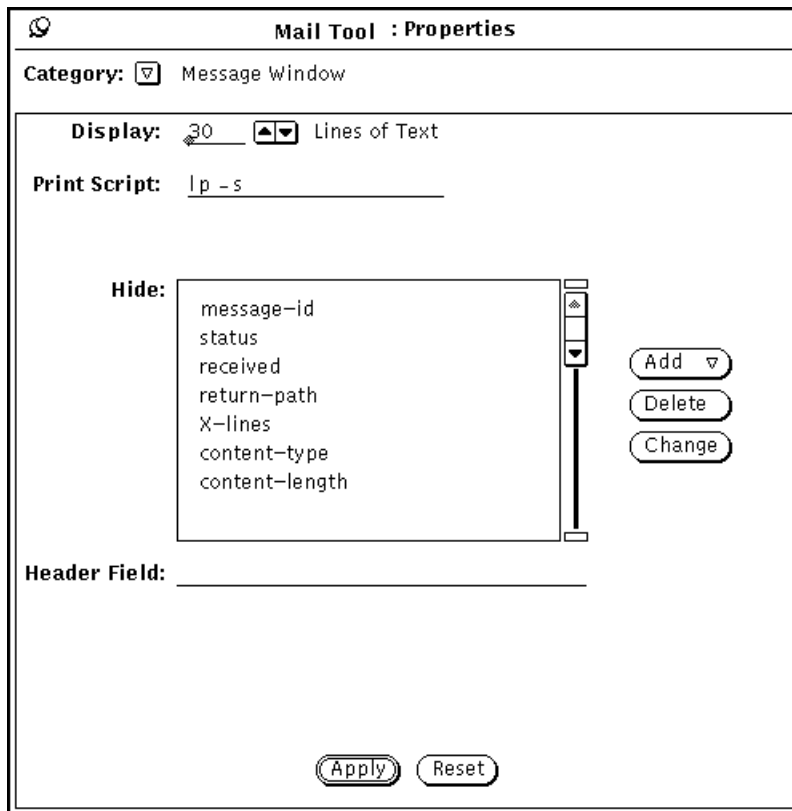 Mail Tool : Properties
Category: Message Window
Display: 30 Lines of Text
Print Script: lp -s
Hide:
message-id
status
received
return-path
X-lines
content-type
content-length
Add
Delete
Change
Header Field:
Apply Reset